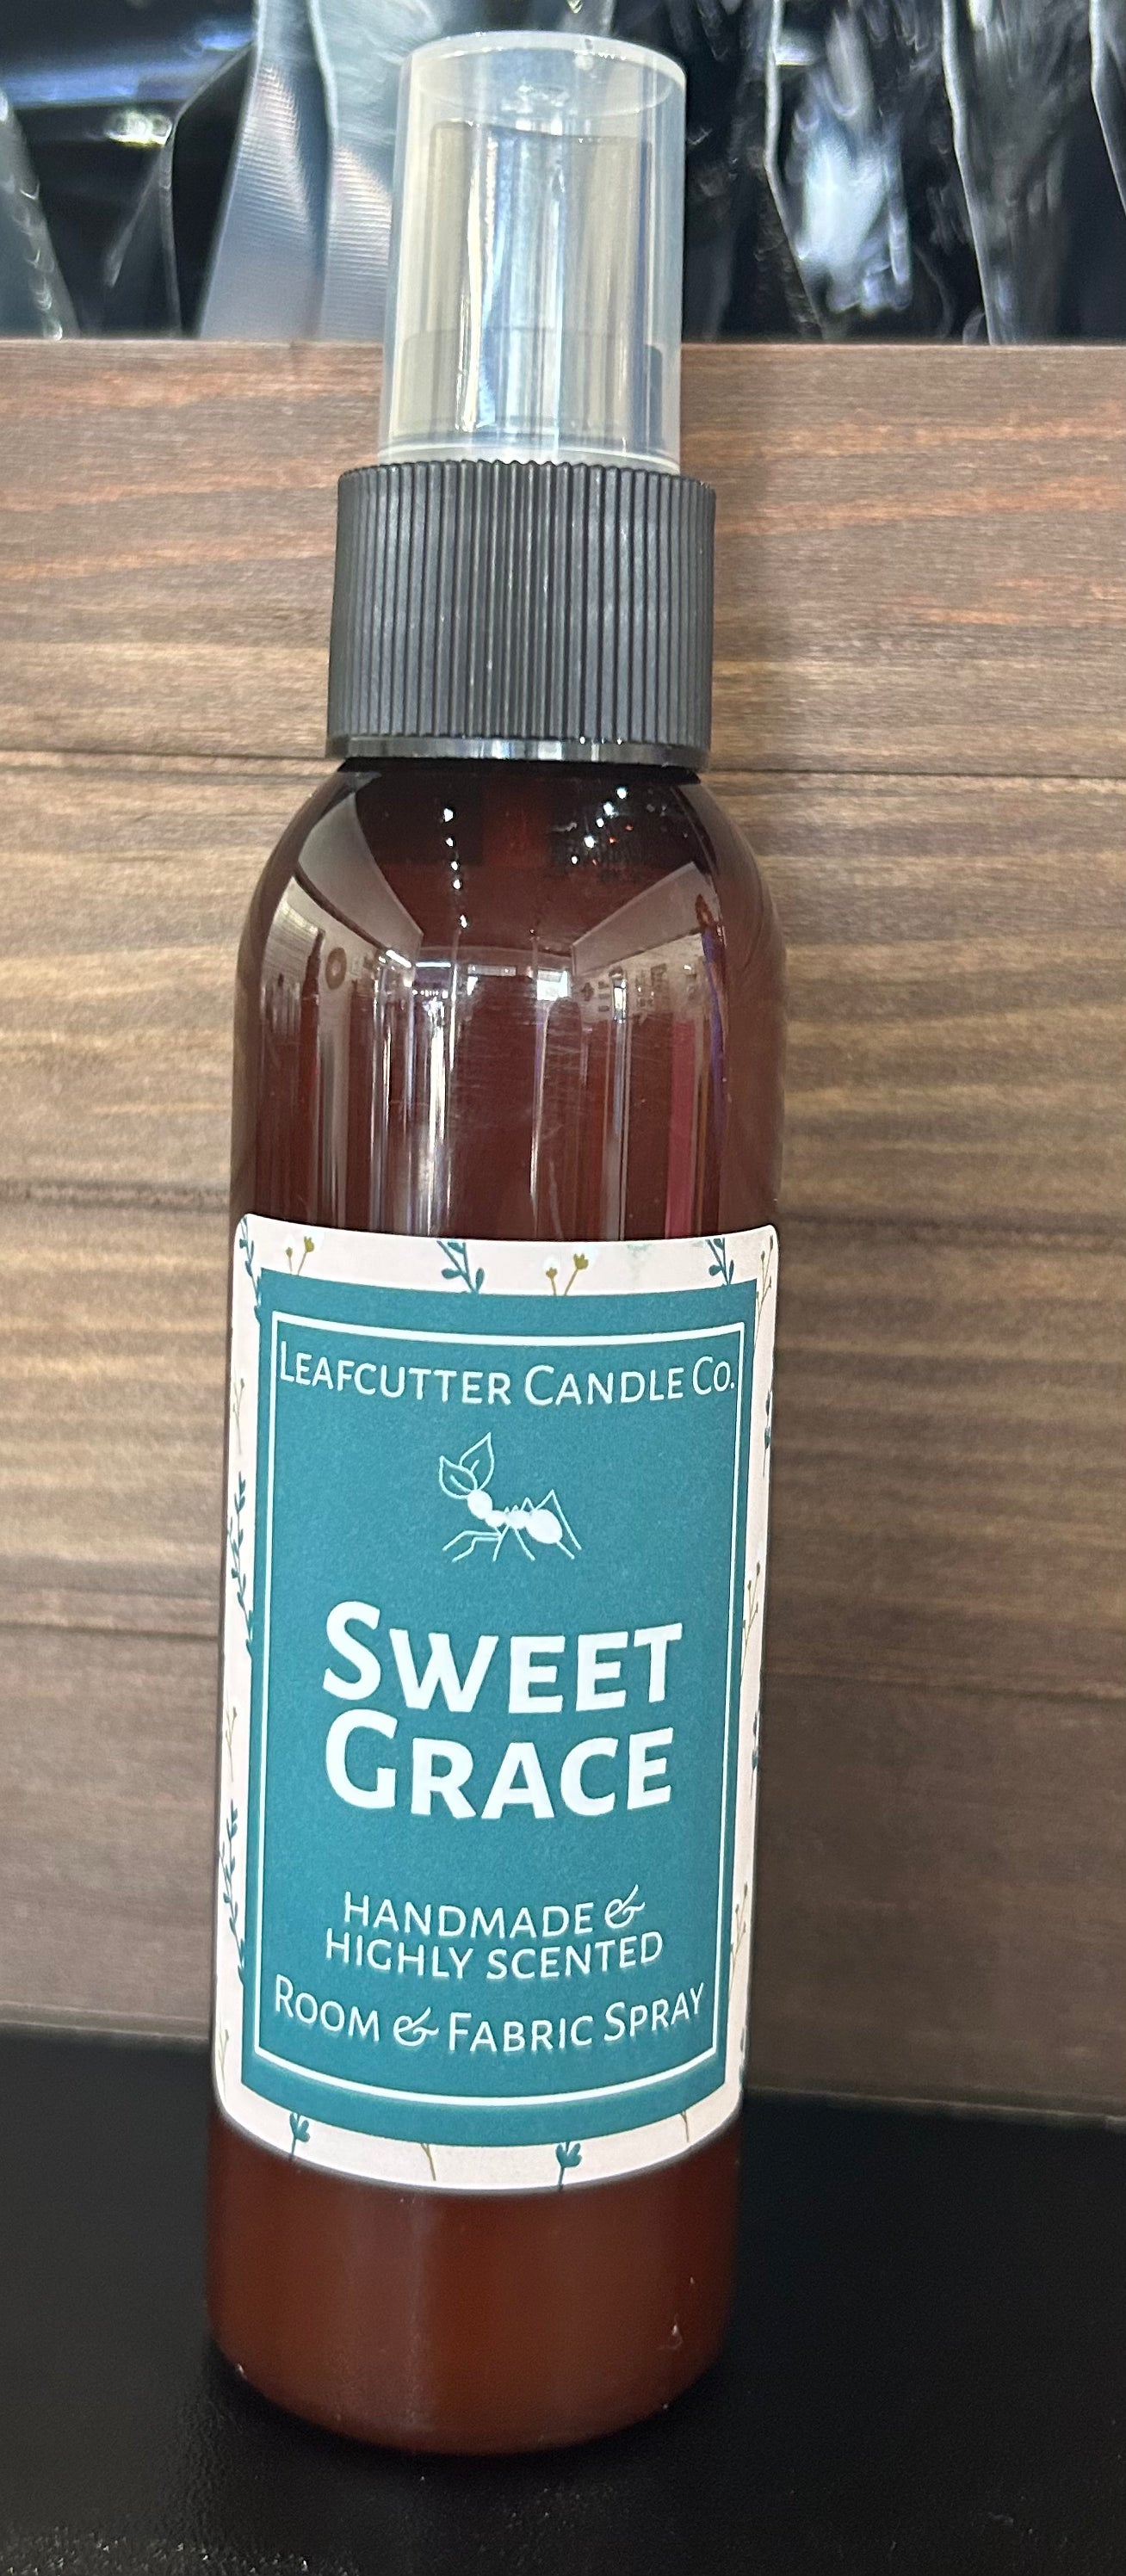 Leafcutter Candle Co.
Sweet
Grace
Handmade &
Highly Scented
Room & Fabric Spray